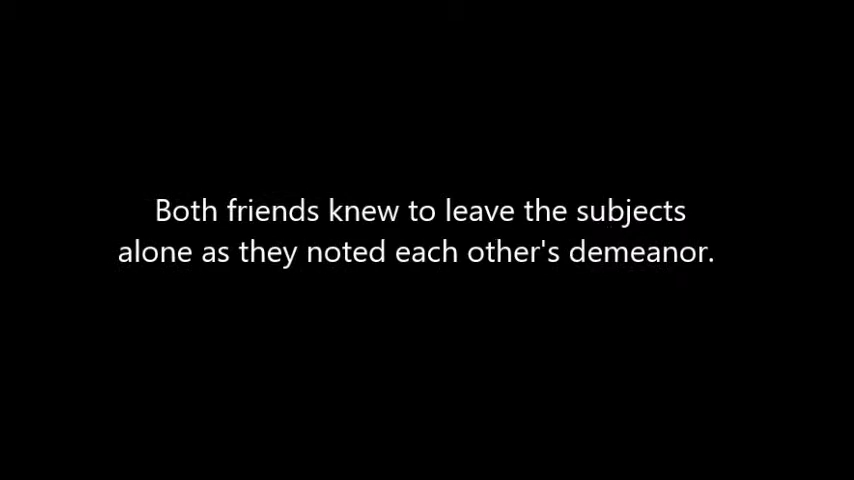 Both friends knew to leave the subjects
alone as they noted each other's demeanor.